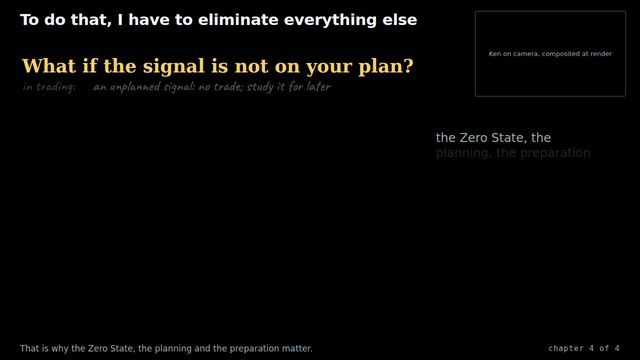 To do that, I have to eliminate everything else
Ken on camera, composited at render
What if the signal is not on your plan?
in trading: an unplanned signal: no trade; study it for later
the Zero State, the
planning, the preparation
That is why the Zero State, the planning and the preparation matter.
chapter 4 of 4